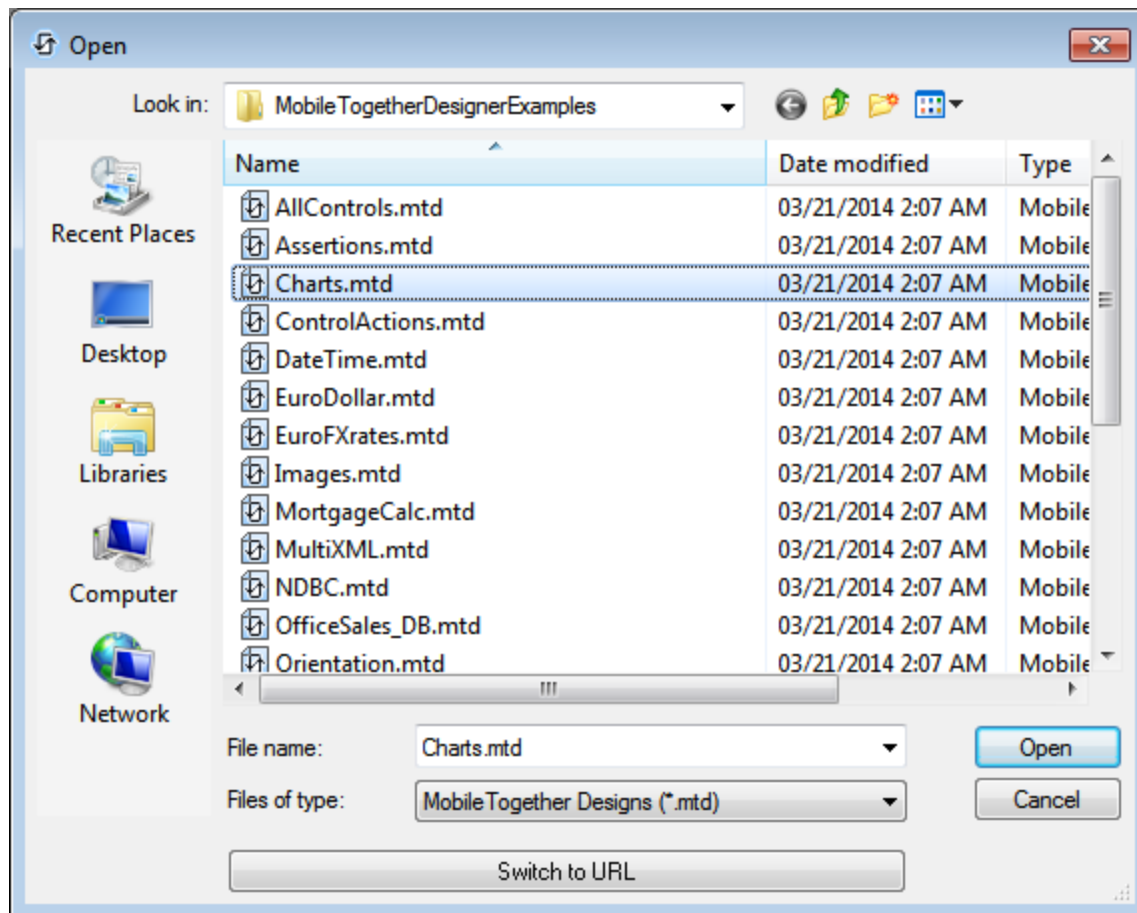 Open
Look in: MobileTogetherDesignerExamples
Name Date modified Type
AllControls.mtd 03/21/2014 2:07 AM Mobile
Recent Places
Assertions.mtd 03/21/2014 2:07 AM Mobile
Charts.mtd 03/21/2014 2:07 AM Mobile
ControlActions.mtd 03/21/2014 2:07 AM Mobile
Desktop
DateTime.mtd 03/21/2014 2:07 AM Mobile
EuroDollar.mtd 03/21/2014 2:07 AM Mobile
EuroFXrates.mtd 03/21/2014 2:07 AM Mobile
Libraries
Images.mtd 03/21/2014 2:07 AM Mobile
MortgageCalc.mtd 03/21/2014 2:07 AM Mobile
MultiXML.mtd 03/21/2014 2:07 AM Mobile
Computer
NDBC.mtd 03/21/2014 2:07 AM Mobile
OfficeSales_DB.mtd 03/21/2014 2:07 AM Mobile
Orientation.mtd 03/21/2014 2:07 AM Mobile
Network
File name: Charts.mtd Open
Files of type: MobileTogether Designs (*.mtd) Cancel
Switch to URL